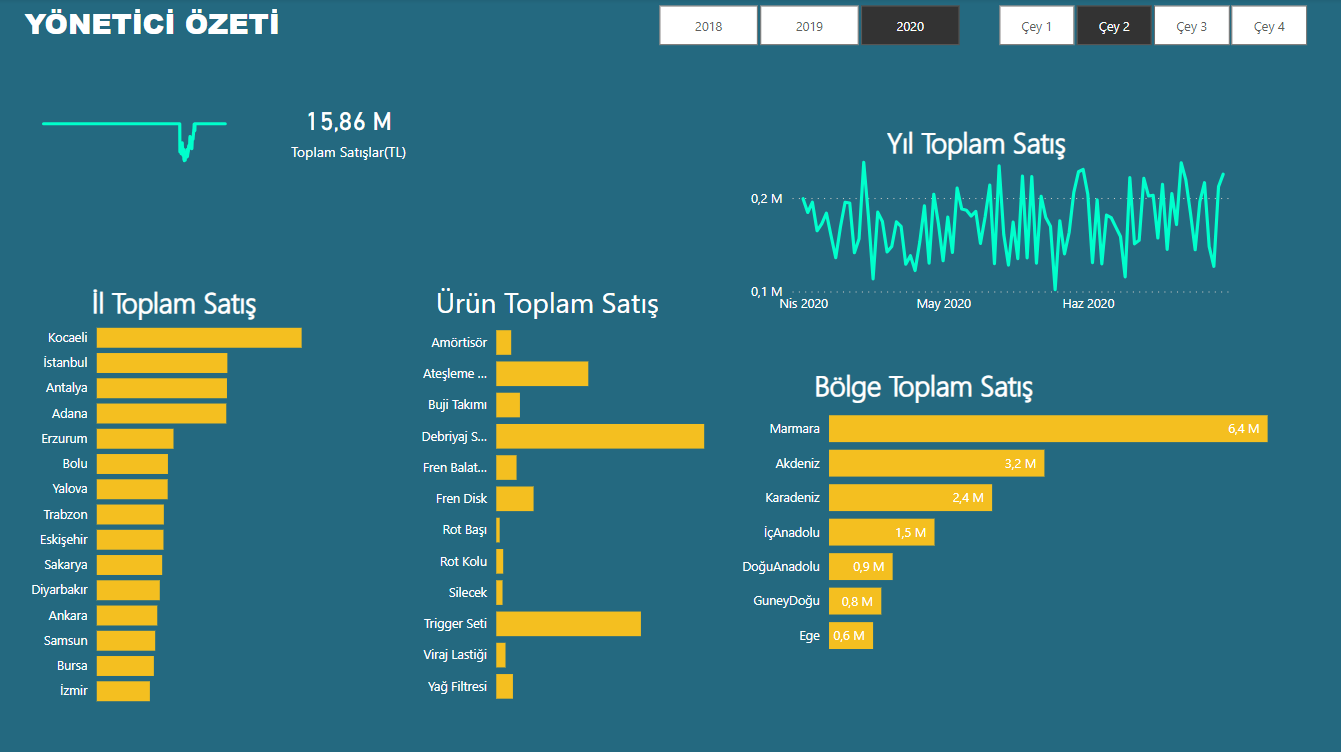 YÖNETİCİ ÖZETİ
2018
2019
2020
Çey 1
Çey 2
Çey 3
Çey 4
15,86 M
Toplam Satışlar(TL)
Yıl Toplam Satış
0,2 M
0,1 M
Nis 2020
May 2020
Haz 2020
İl Toplam Satış
Kocaeli
İstanbul
Antalya
Adana
Erzurum
Bolu
Yalova
Trabzon
Eskişehir
Sakarya
Diyarbakır
Ankara
Samsun
Bursa
İzmir
Ürün Toplam Satış
Amörtisör
Ateşleme ...
Buji Takımı
Debriyaj S...
Fren Balat...
Fren Disk
Rot Başı
Rot Kolu
Silecek
Trigger Seti
Viraj Lastiği
Yağ Filtresi
Bölge Toplam Satış
Marmara 6,4 M
Akdeniz 3,2 M
Karadeniz 2,4 M
İçAnadolu 1,5 M
DoğuAnadolu 0,9 M
GuneyDoğu 0,8 M
Ege 0,6 M